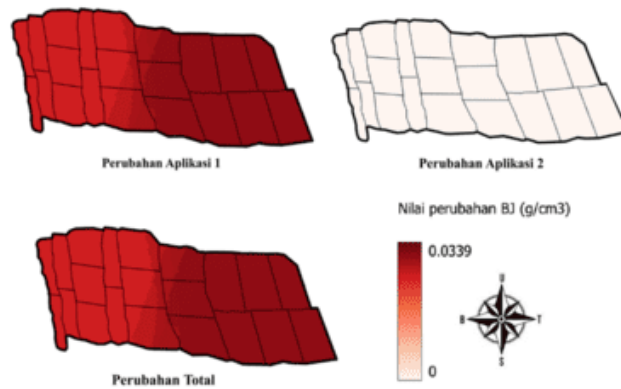 Perubahan Aplikasi 1
Perubahan Aplikasi 2
Nilai perubahan BJ (g/cm3)
0.0339
0
U
B
T
S
Perubahan Total